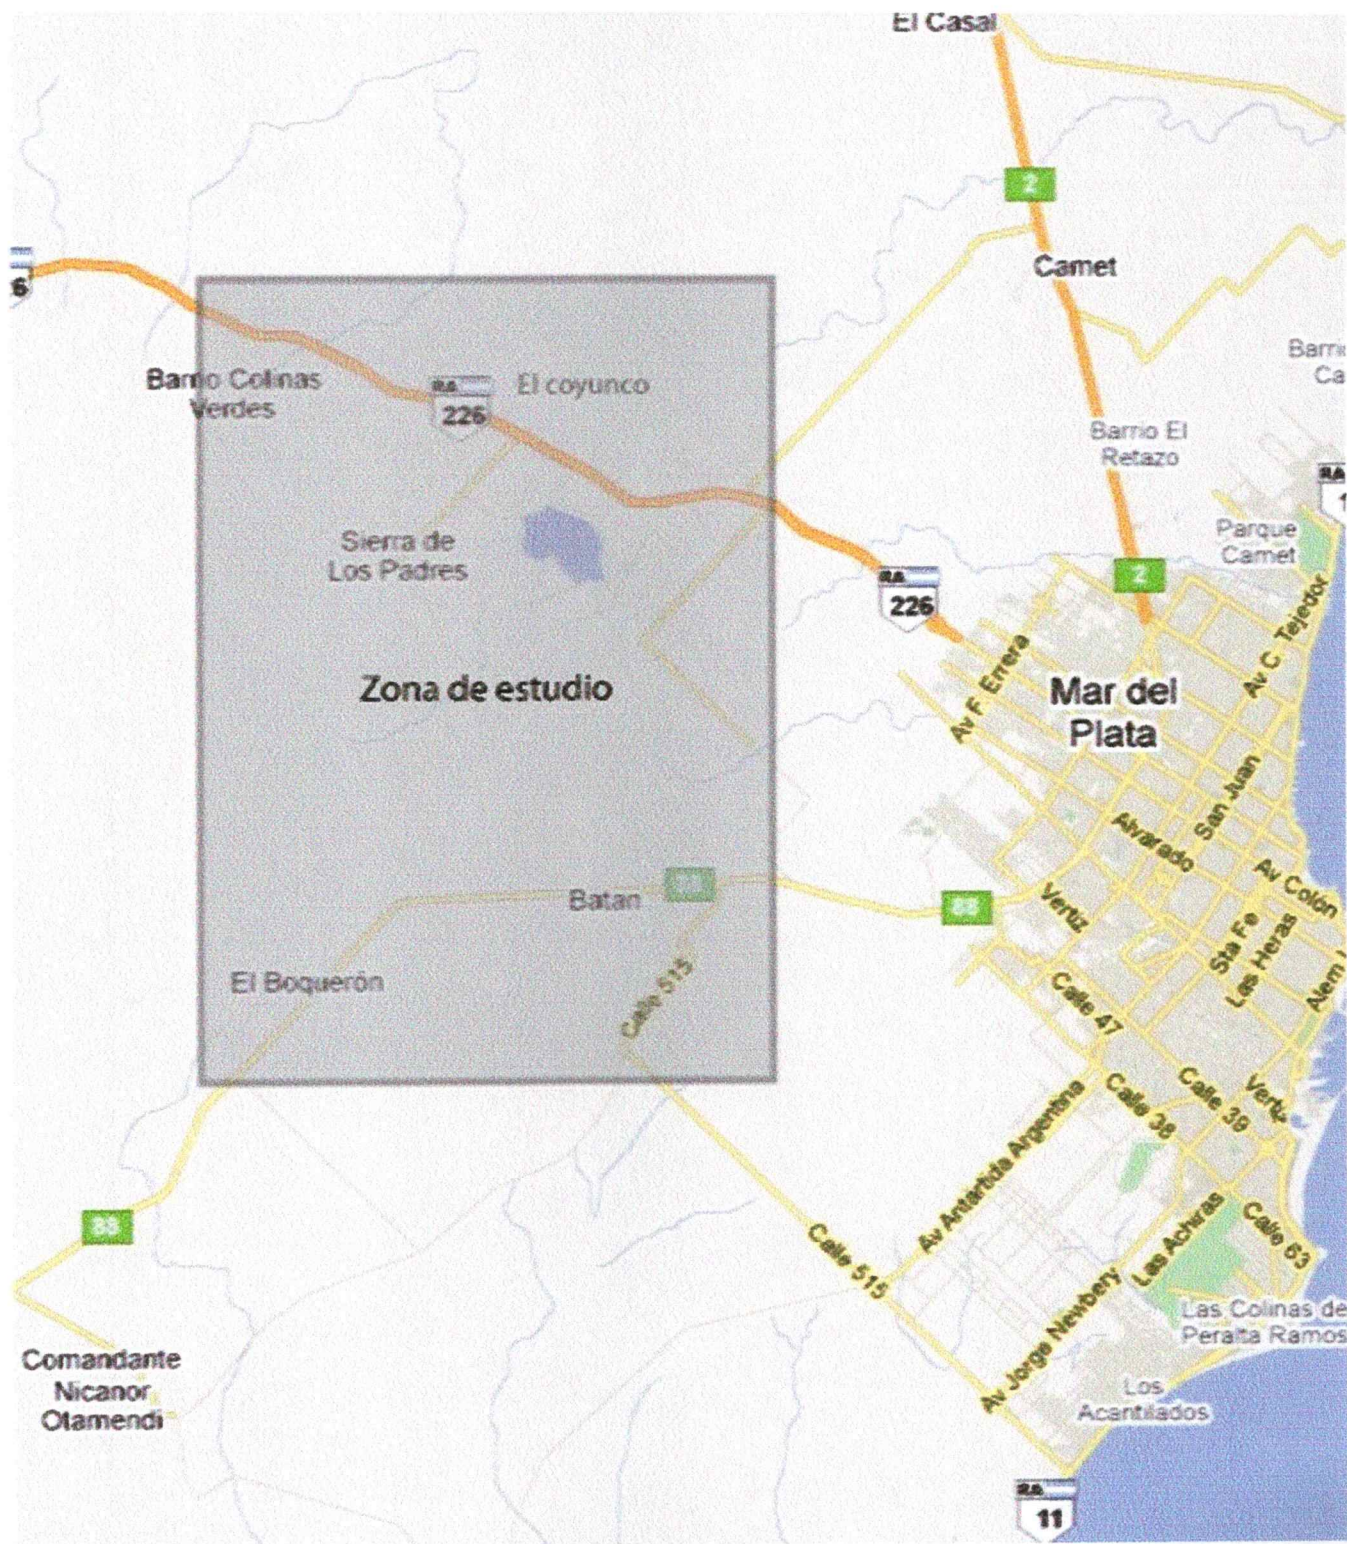 El Casal
2
Camet
6
Barrio Colinas
Verdes
R.A.
226
El coyunco
Barrio El
Retazo
R.A.
Parque
Camet
Sierra de
Los Padres
R.A.
226
2
Av C. Tejedor
Av F. Errera
Zona de estudio
Mar del
Plata
San Juan
Alvarado
Av Colón
Batan
88
88
Vertiz
Sta Fe
Las Heras
Alem
El Boquerón
Calle 515
Calle 47
Calle 38
Calle 39
Vertiz
Av Antártida Argentina
88
Calle 515
Las Achiras
Calle 63
Av Jorge Newbery
Las Colinas de
Peralta Ramos
Comandante
Nicanor
Otamendi
Los
Acantilados
R.A.
11